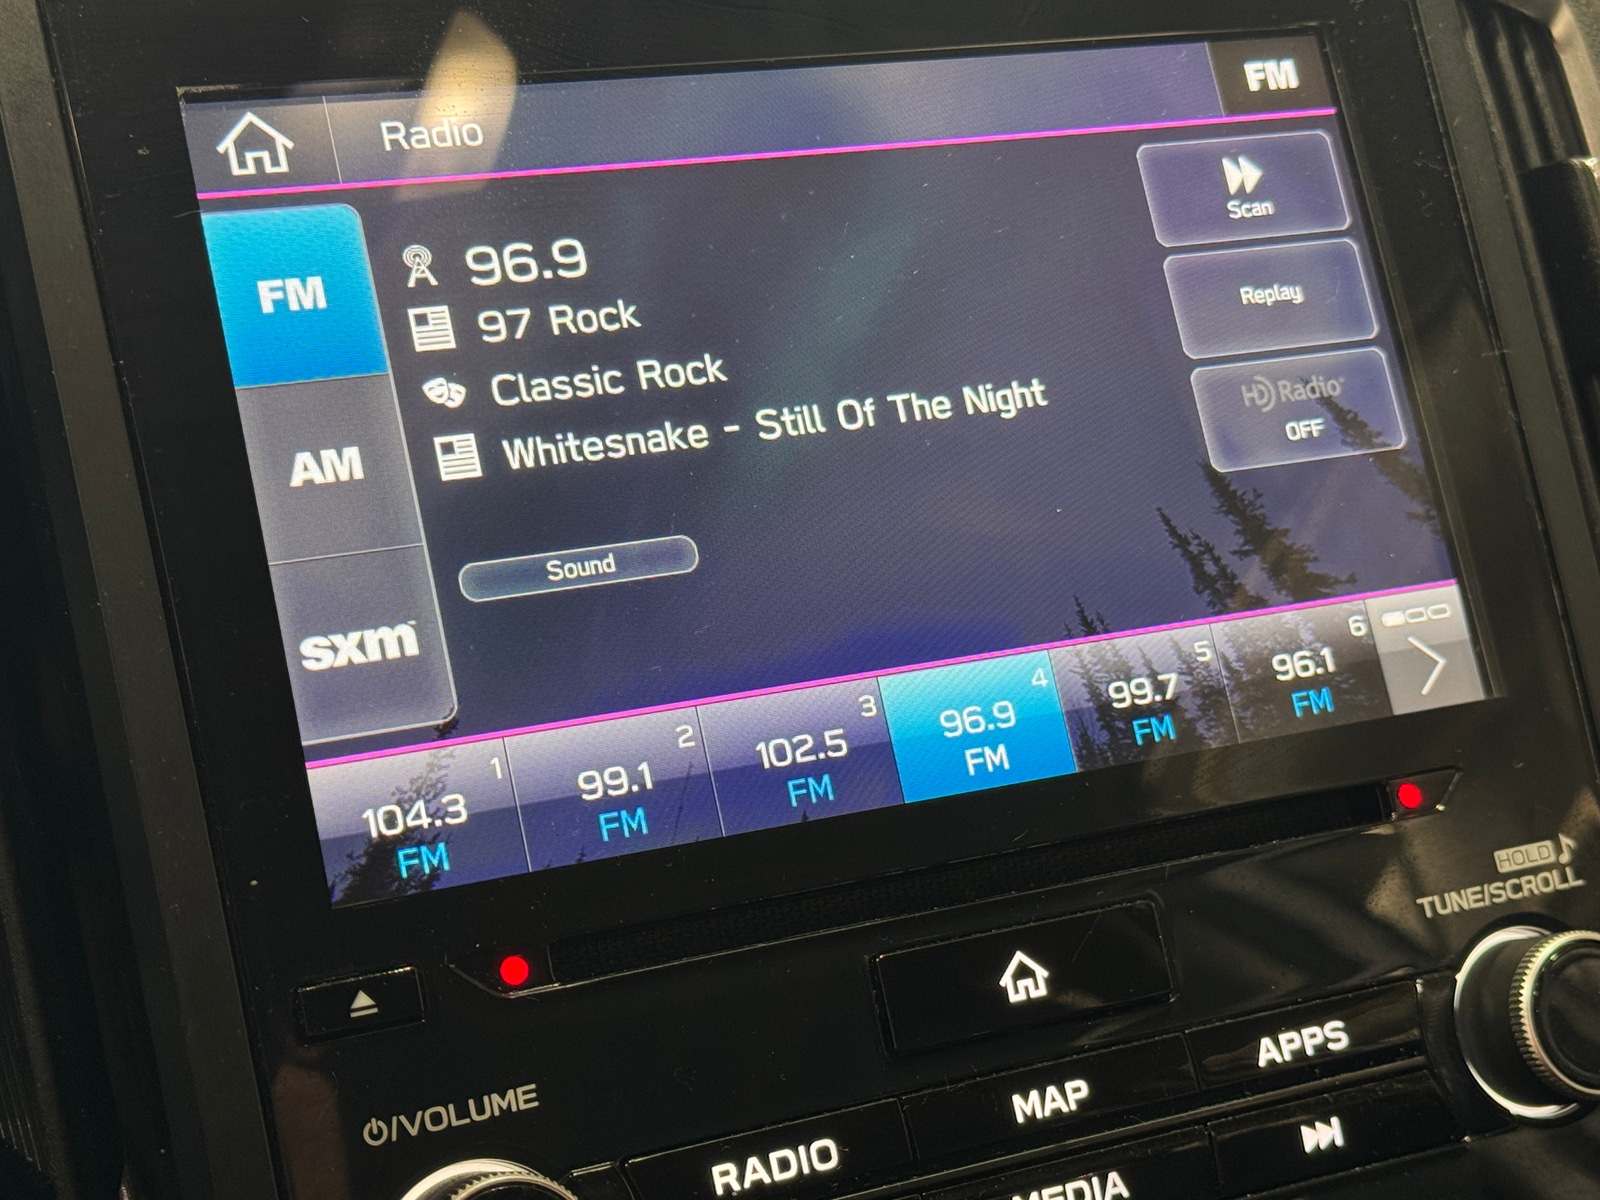 Radio
FM
FM
AM
sxm
96.9
97 Rock
Classic Rock
Whitesnake - Still Of The Night
Sound
Scan
Replay
HD Radio
OFF
1
104.3
FM
2
99.1
FM
3
102.5
FM
4
96.9
FM
5
99.7
FM
6
96.1
FM
HOLD
TUNE/SCROLL
/VOLUME
APPS
MAP
RADIO
MEDIA